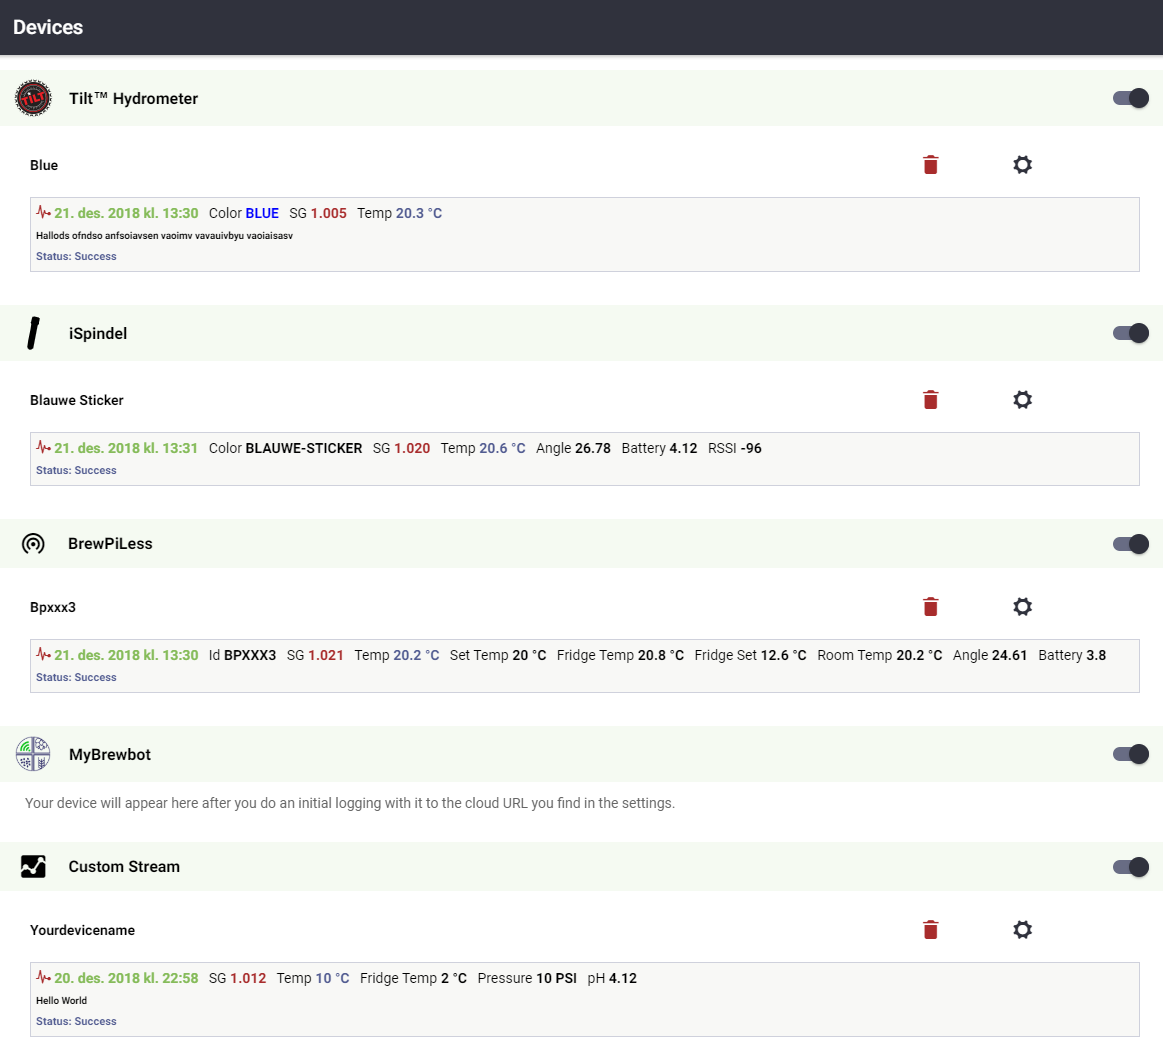 Devices
TILT
Tilt™ Hydrometer
Blue
21. des. 2018 kl. 13:30 Color BLUE SG 1.005 Temp 20.3 °C
Hallods ofndso anfsoiavsen vaoimv vavauivbyu vaoiaisasv
Status: Success
iSpindel
Blauwe Sticker
21. des. 2018 kl. 13:31 Color BLAUWE-STICKER SG 1.020 Temp 20.6 °C Angle 26.78 Battery 4.12 RSSI -96
Status: Success
BrewPiLess
Bpxxx3
21. des. 2018 kl. 13:30 Id BPXXX3 SG 1.021 Temp 20.2 °C Set Temp 20 °C Fridge Temp 20.8 °C Fridge Set 12.6 °C Room Temp 20.2 °C Angle 24.61 Battery 3.8
Status: Success
MyBrewbot
Your device will appear here after you do an initial logging with it to the cloud URL you find in the settings.
Custom Stream
Yourdevicename
20. des. 2018 kl. 22:58 SG 1.012 Temp 10 °C Fridge Temp 2 °C Pressure 10 PSI pH 4.12
Hello World
Status: Success